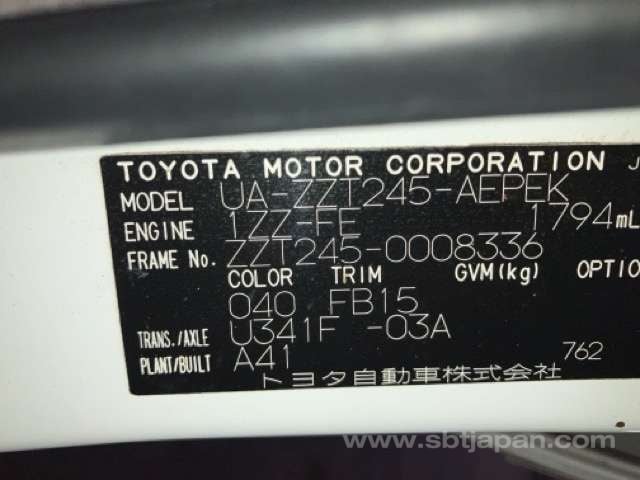 TOYOTA MOTOR CORPORATION J
MODEL UA-ZZT245-AEPEK
ENGINE 1ZZ-FE 1794mL
FRAME No. ZZT245-0008336
COLOR TRIM GVM(kg) OPTIO
040 FB15
TRANS./AXLE U341F -03A
PLANT/BUILT A41 762
トヨタ自動車株式会社
www.sbtjapan.com